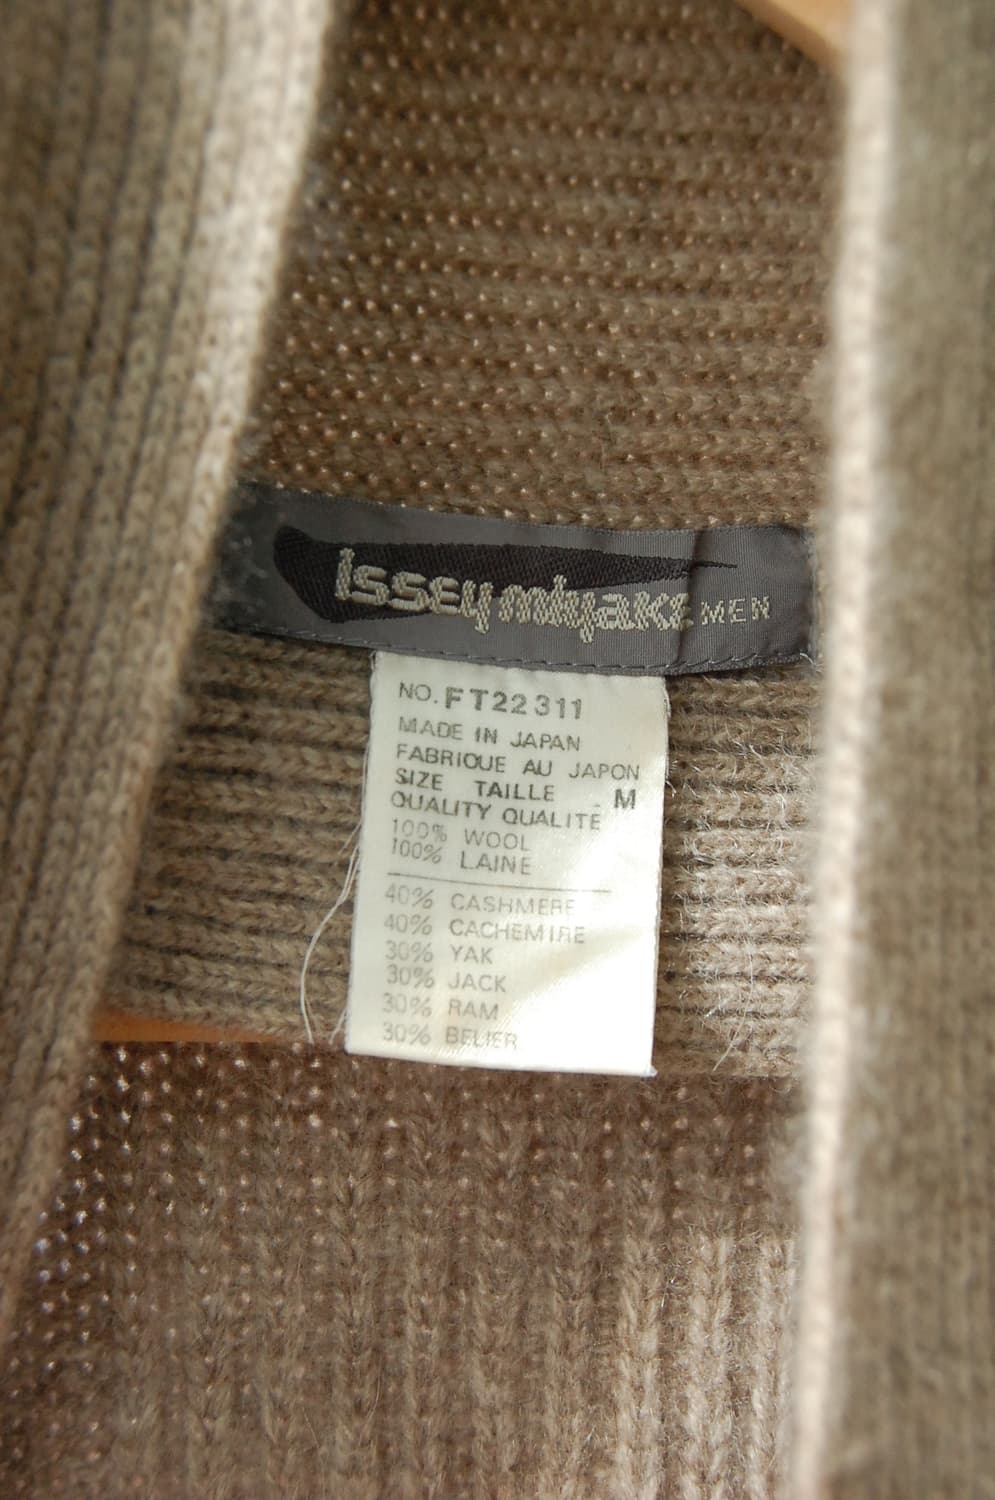 Issey miyake MEN
NO. FT22311
MADE IN JAPAN
FABRIQUE AU JAPON
SIZE TAILLE M
QUALITY QUALITE
100% WOOL
100% LAINE
40% CASHMERE
40% CACHEMIRE
30% YAK
30% JACK
30% RAM
30% BELIER